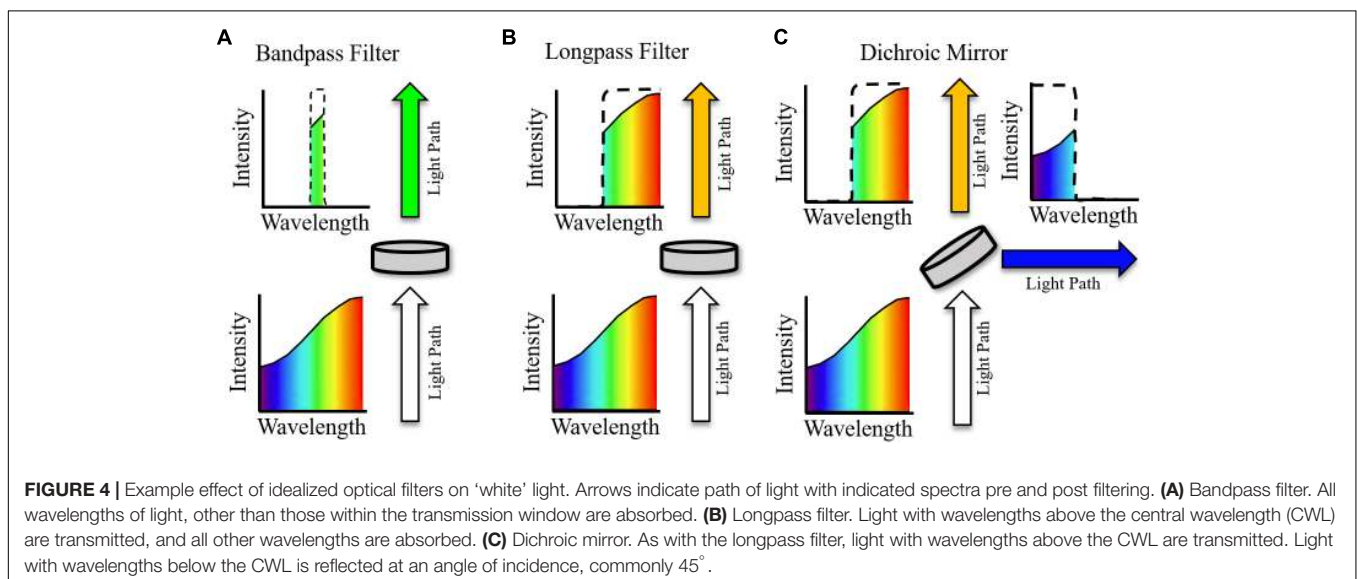 A
Bandpass Filter
Intensity
Wavelength
Light Path
Intensity
Wavelength
Light Path
B
Longpass Filter
Intensity
Wavelength
Light Path
Intensity
Wavelength
Light Path
C
Dichroic Mirror
Intensity
Wavelength
Light Path
Intensity
Wavelength
Light Path
Intensity
Wavelength
Light Path
FIGURE 4 | Example effect of idealized optical filters on ‘white’ light. Arrows indicate path of light with indicated spectra pre and post filtering. (A) Bandpass filter. All
wavelengths of light, other than those within the transmission window are absorbed. (B) Longpass filter. Light with wavelengths above the central wavelength (CWL)
are transmitted, and all other wavelengths are absorbed. (C) Dichroic mirror. As with the longpass filter, light with wavelengths above the CWL are transmitted. Light
with wavelengths below the CWL is reflected at an angle of incidence, commonly 45°.